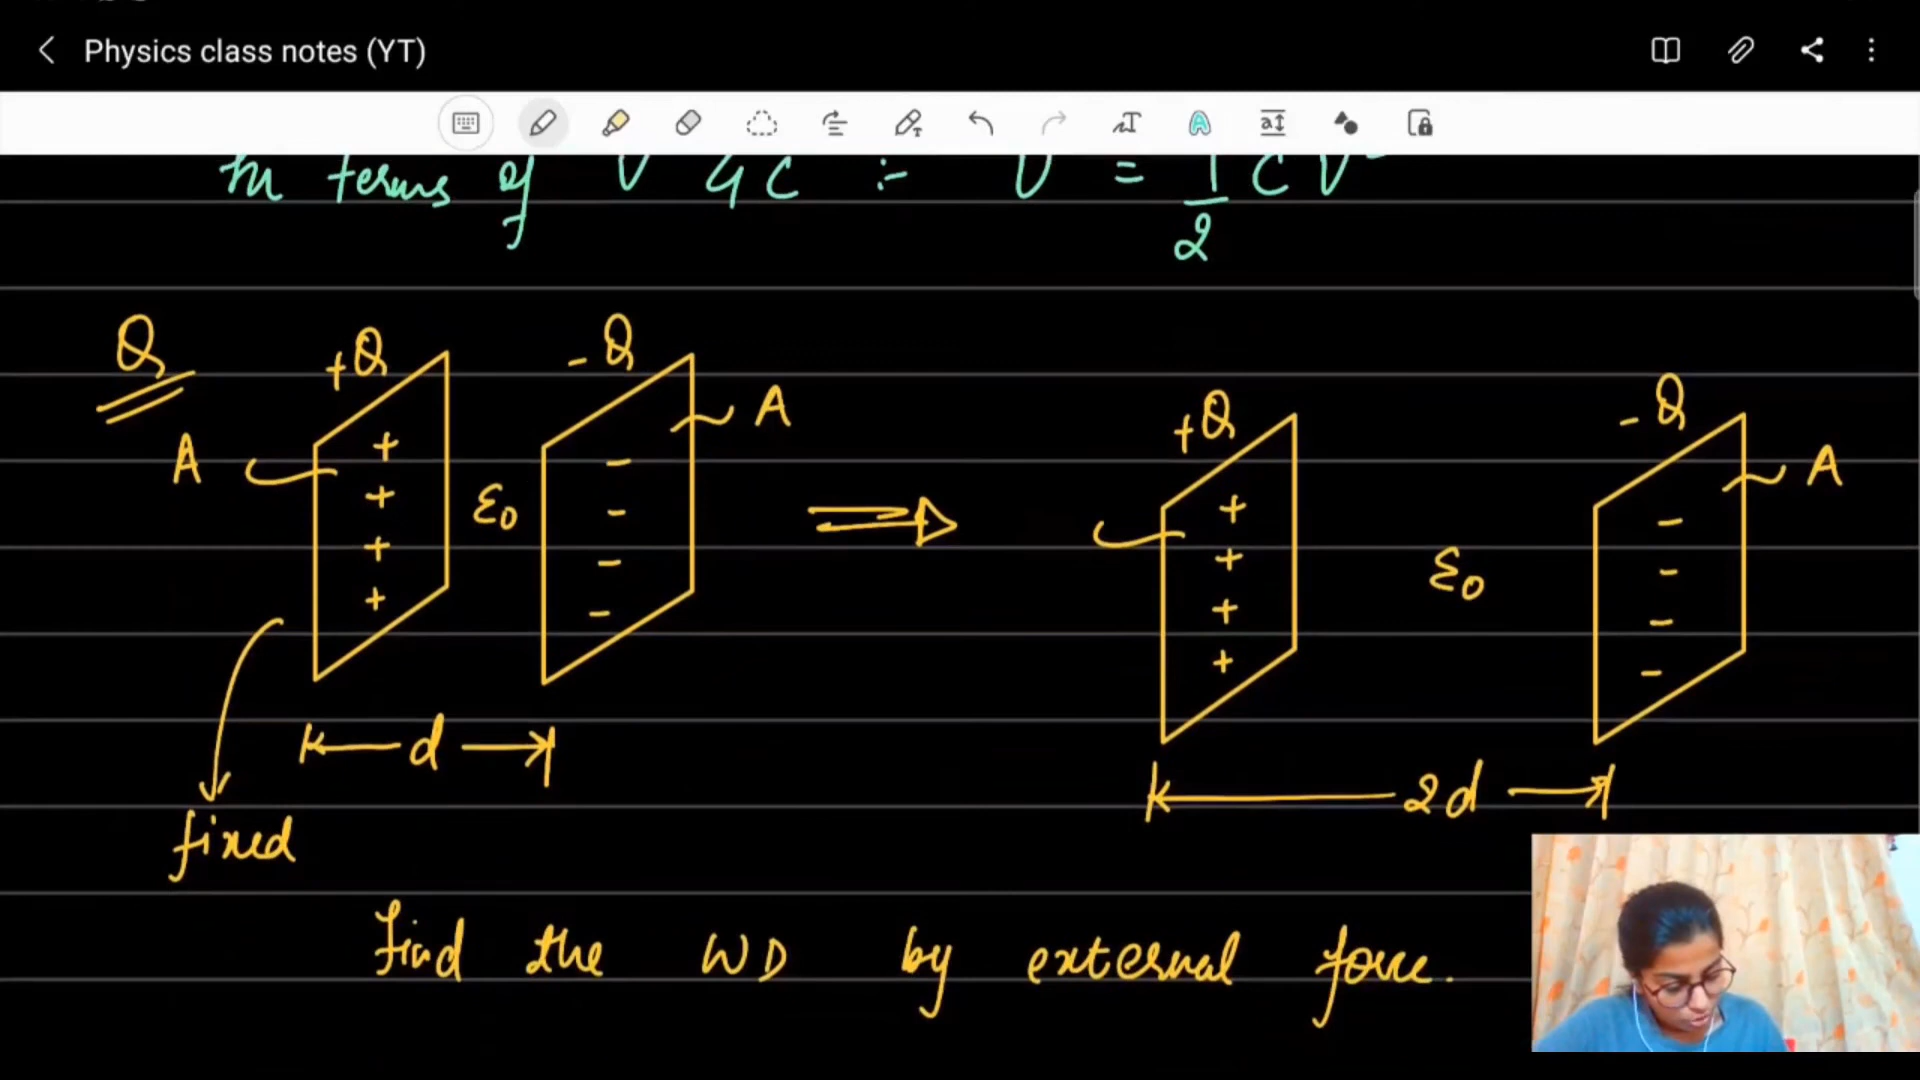 Physics class notes (YT)
In terms of V & C :- U = 1/2 CV²
Q
+Q
-Q
A
A
+
+
+
+
ε₀
-
-
-
-
d
fixed
+Q
-Q
A
+
+
+
+
ε₀
-
-
-
-
2d
Find the WD by external force.